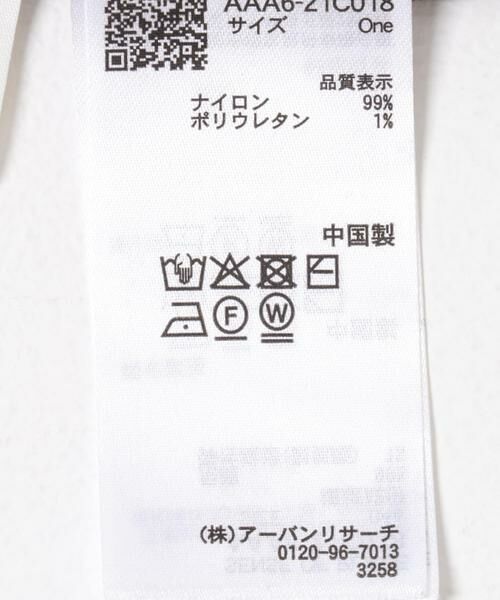 AAA6-21C018
サイズ One
品質表示
ナイロン 99%
ポリウレタン 1%
中国製
F W
(株)アーバンリサーチ
0120-96-7013
3258